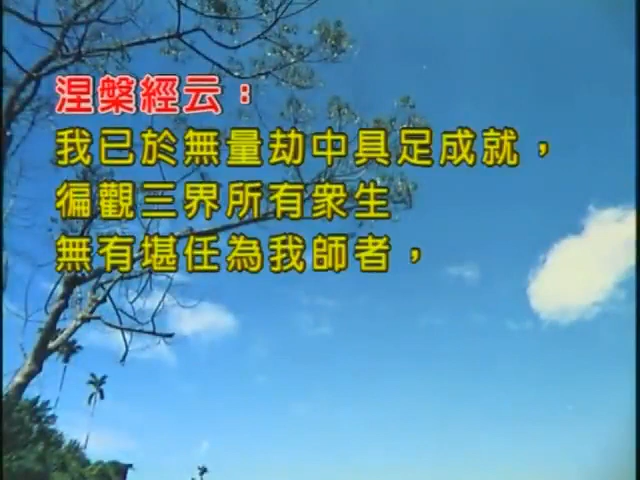 涅槃經云：
我已於無量劫中具足成就，
徧觀三界所有衆生
無有堪任為我師者，